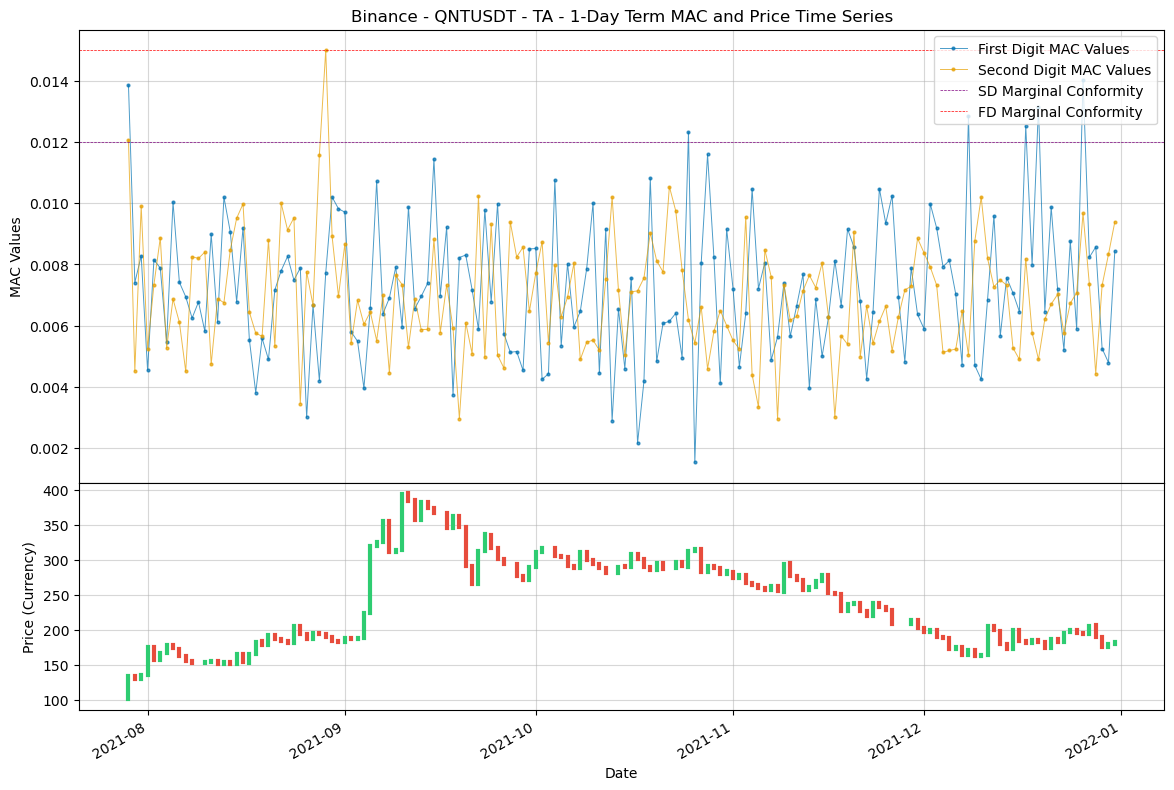 Binance - QNTUSDT - TA - 1-Day Term MAC and Price Time Series
First Digit MAC Values
Second Digit MAC Values
SD Marginal Conformity
FD Marginal Conformity
MAC Values
0.014
0.012
0.010
0.008
0.006
0.004
0.002
Price (Currency)
400
350
300
250
200
150
100
2021-08
2021-09
2021-10
2021-11
2021-12
2022-01
Date